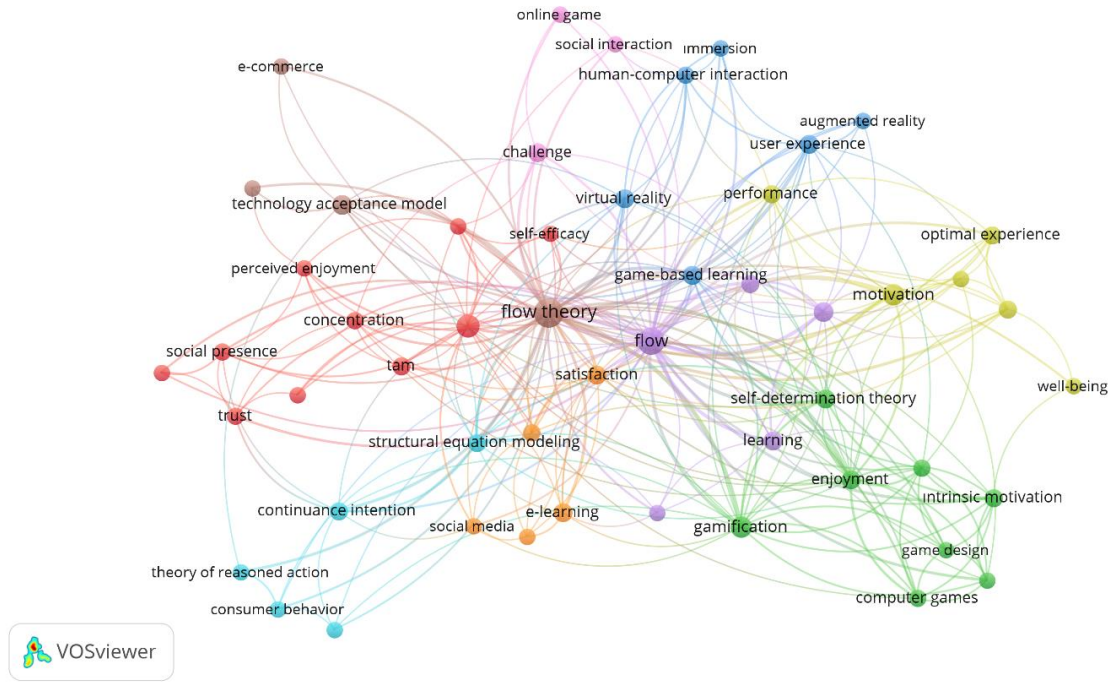 online game
social interaction
immersion
e-commerce
human-computer interaction
augmented reality
user experience
challenge
performance
virtual reality
technology acceptance model
self-efficacy
optimal experience
perceived enjoyment
game-based learning
motivation
flow theory
concentration
flow
social presence
tam
satisfaction
well-being
self-determination theory
trust
structural equation modeling
learning
enjoyment
intrinsic motivation
continuance intention
e-learning
social media
gamification
game design
theory of reasoned action
computer games
consumer behavior
VOSviewer